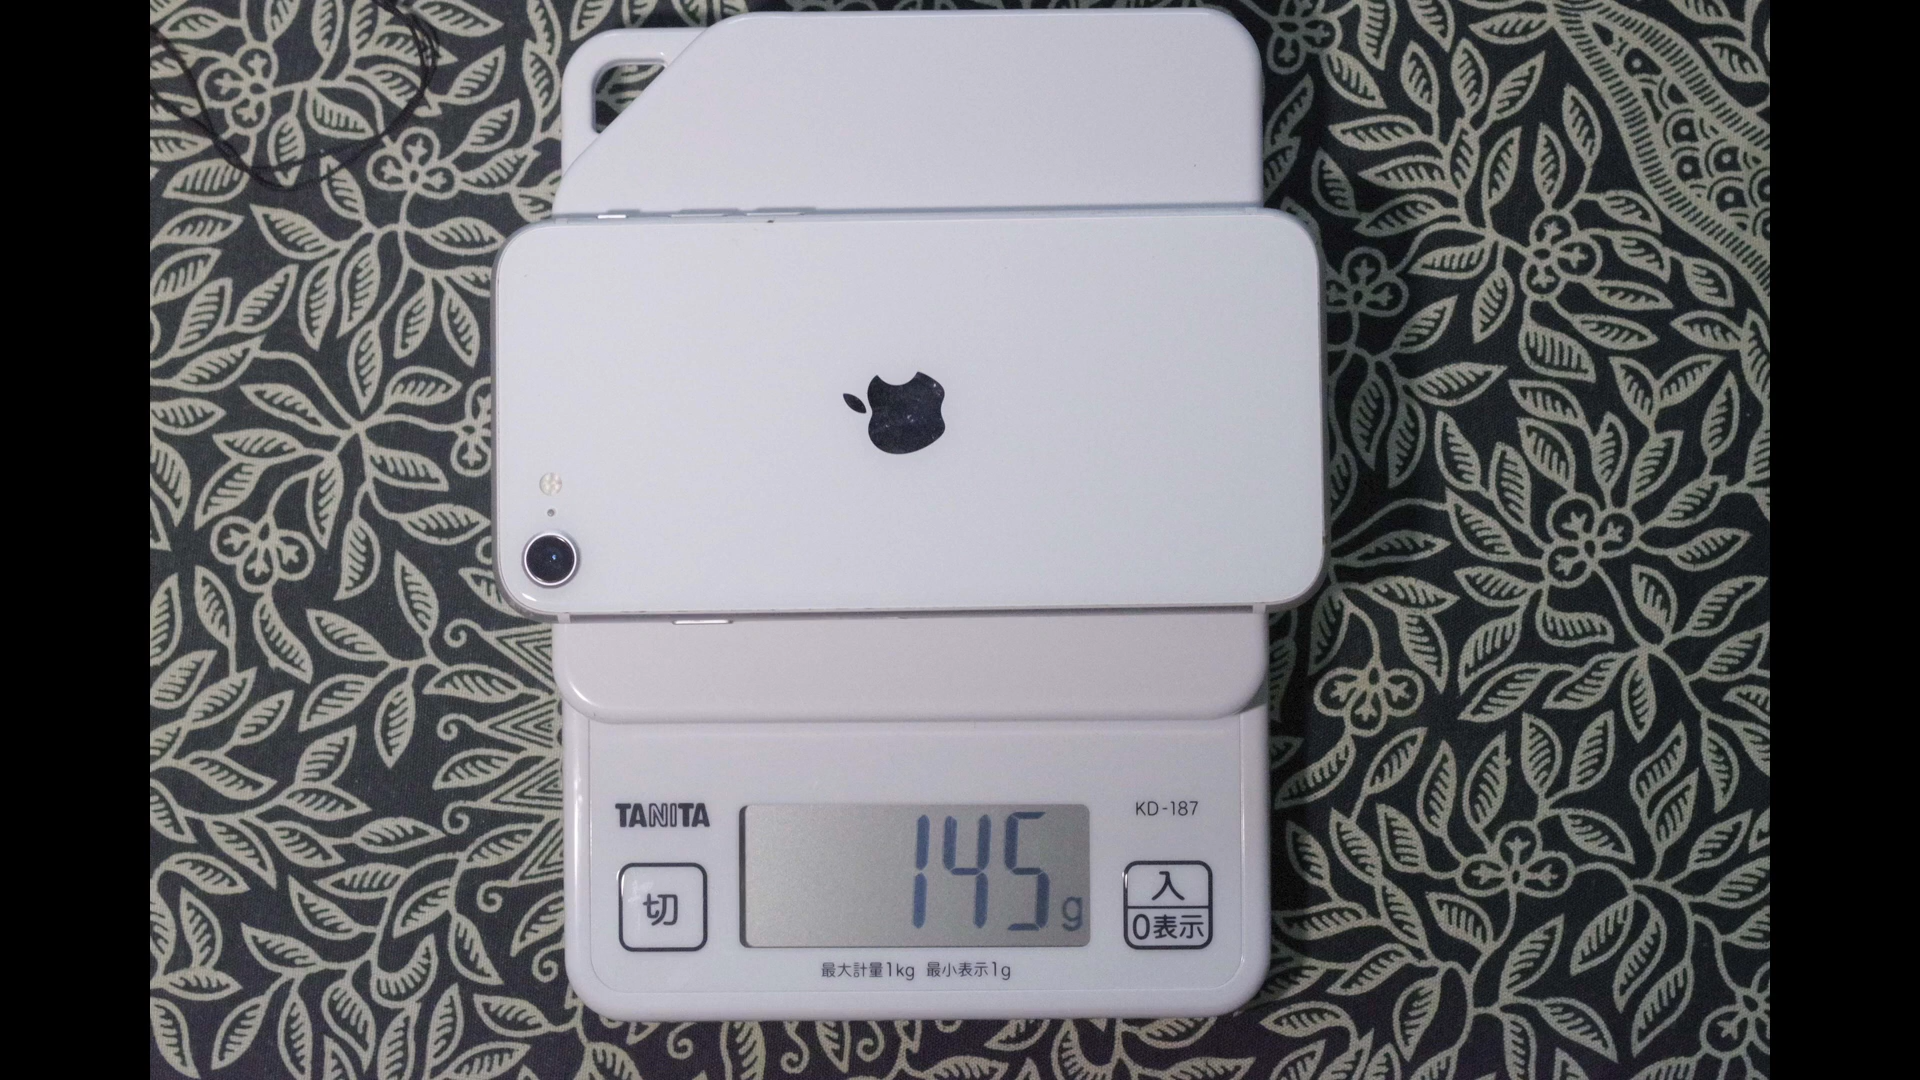 TANITA
KD-187
145g
切
入
0表示
最大計量1kg 最小表示1g